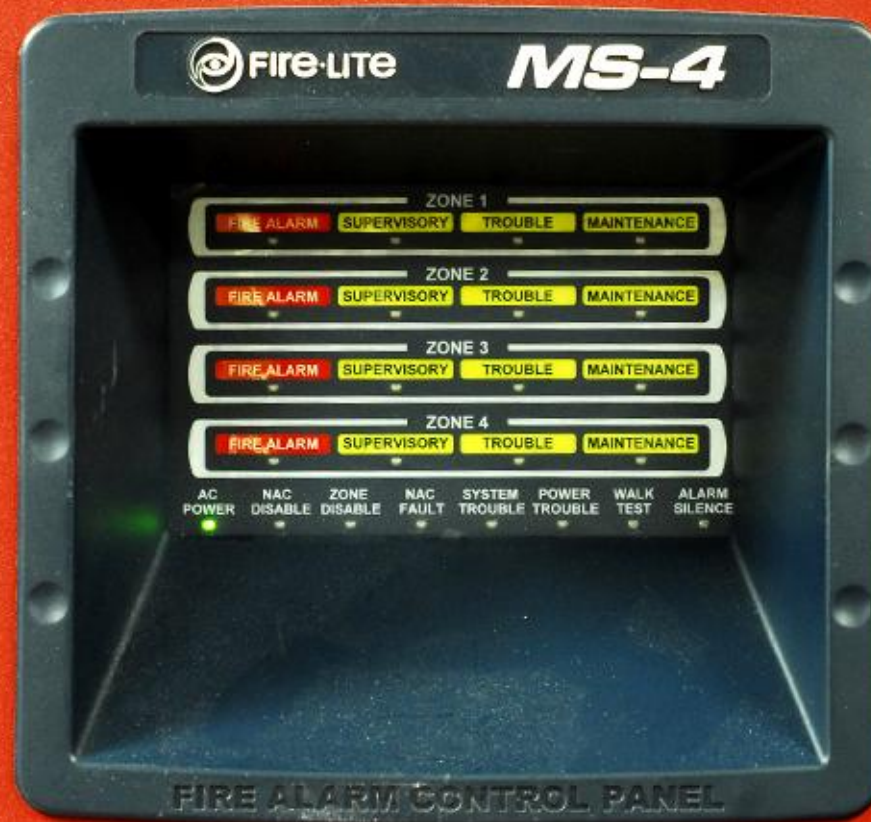 FIRE·LITE MS-4
ZONE 1
FIRE ALARM SUPERVISORY TROUBLE MAINTENANCE
ZONE 2
FIRE ALARM SUPERVISORY TROUBLE MAINTENANCE
ZONE 3
FIRE ALARM SUPERVISORY TROUBLE MAINTENANCE
ZONE 4
FIRE ALARM SUPERVISORY TROUBLE MAINTENANCE
AC NAC ZONE NAC SYSTEM POWER WALK ALARM
POWER DISABLE DISABLE FAULT TROUBLE TROUBLE TEST SILENCE
FIRE ALARM CONTROL PANEL